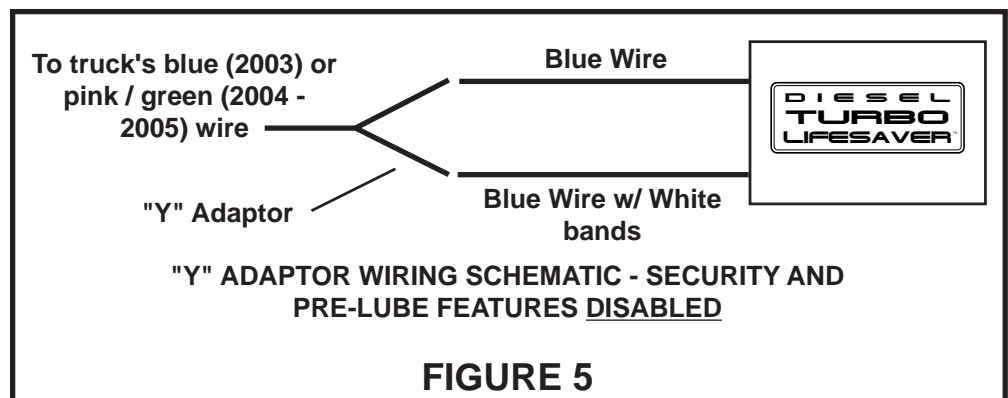 To truck's blue (2003) or
pink / green (2004 -
2005) wire
Blue Wire
DIESEL
TURBO
LIFESAVER™
"Y" Adaptor
Blue Wire w/ White
bands
"Y" ADAPTOR WIRING SCHEMATIC - SECURITY AND
PRE-LUBE FEATURES DISABLED
FIGURE 5